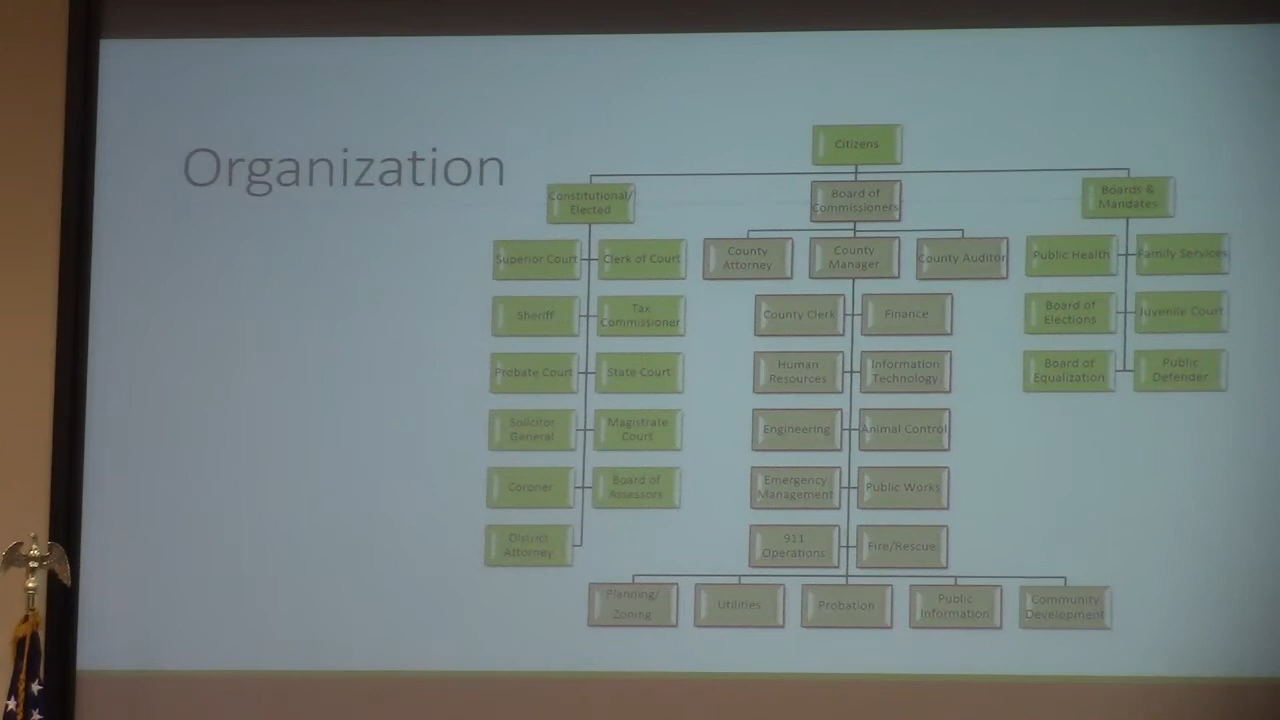 Organization
Citizens
Constitutional/
Elected
Board of
Commissioners
Boards &
Mandates
Superior Court
Clerk of Court
Sheriff
Tax
Commissioner
Probate Court
State Court
Solicitor
General
Magistrate
Court
Coroner
Board of
Assessors
District
Attorney
County
Attorney
County
Manager
County Auditor
County Clerk
Finance
Human
Resources
Information
Technology
Engineering
Animal Control
Emergency
Management
Public Works
911
Operations
Fire/Rescue
Planning/
Zoning
Utilities
Probation
Public
Information
Community
Development
Public Health
Family Services
Board of
Elections
Juvenile Court
Board of
Equalization
Public
Defender